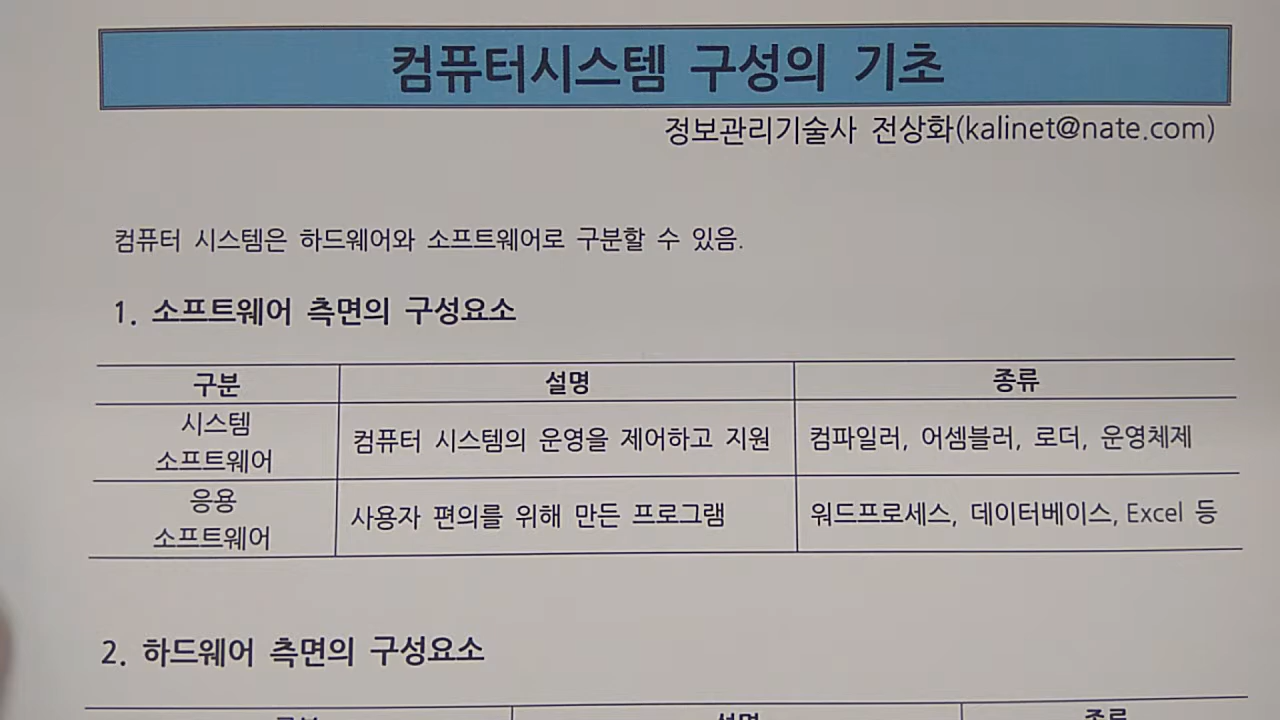 컴퓨터시스템 구성의 기초
정보관리기술사 전상화(kalinet@nate.com)
컴퓨터 시스템은 하드웨어와 소프트웨어로 구분할 수 있음.
1. 소프트웨어 측면의 구성요소
구분 설명 종류
시스템
소프트웨어 컴퓨터 시스템의 운영을 제어하고 지원 컴파일러, 어셈블러, 로더, 운영체제
응용
소프트웨어 사용자 편의를 위해 만든 프로그램 워드프로세스, 데이터베이스, Excel 등
2. 하드웨어 측면의 구성요소
구분 설명 종류